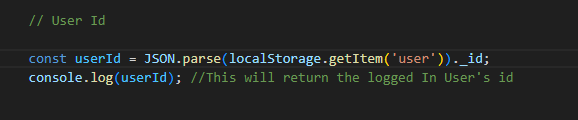 // User Id
const userId = JSON.parse(localStorage.getItem('user'))._id;
console.log(userId); //This will return the logged In User's id